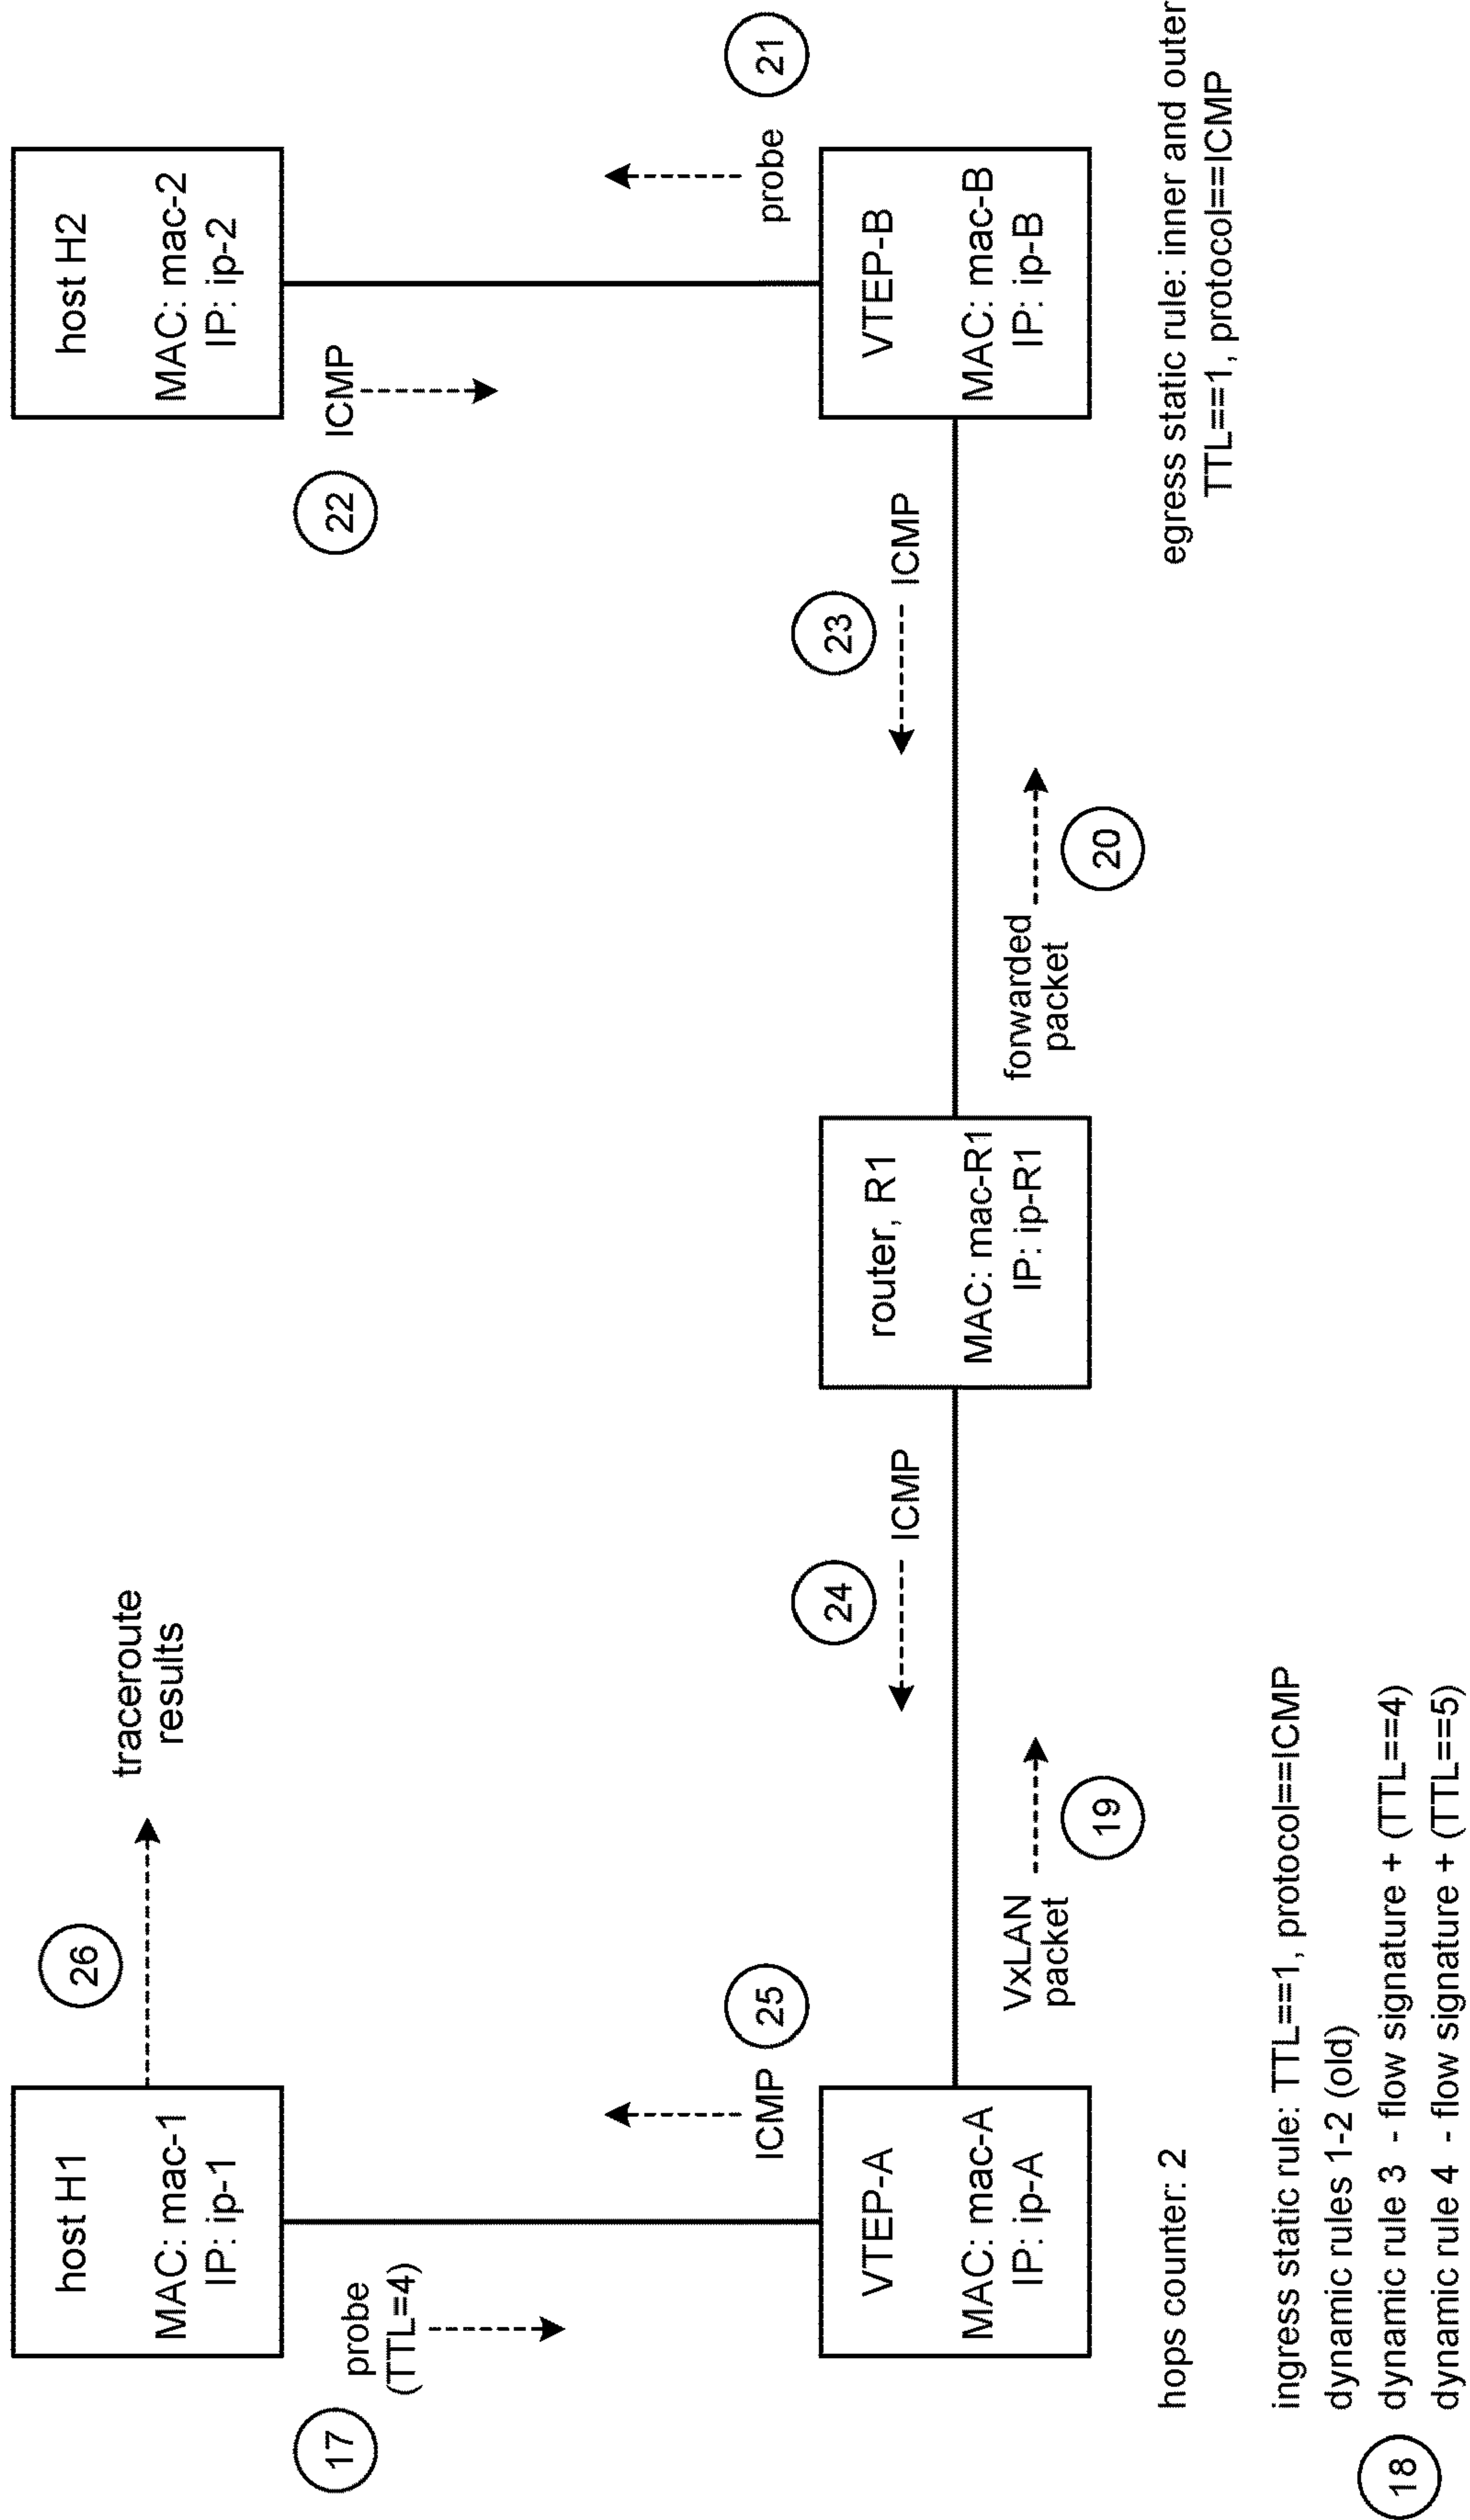 26
traceroute
results
host H1
MAC: mac-1
IP: ip-1
host H2
MAC: mac-2
IP: ip-2
17
probe
(TTL=4)
22
ICMP
25
ICMP
21
probe
24
ICMP
23
ICMP
VTEP-A
MAC: mac-A
IP: ip-A
router, R1
MAC: mac-R1
IP: ip-R1
VTEP-B
MAC: mac-B
IP: ip-B
VxLAN
packet
19
forwarded
packet
20
hops counter: 2
egress static rule: inner and outer
TTL==1, protocol==ICMP
ingress static rule: TTL==1, protocol==ICMP
dynamic rules 1-2 (old)
18
dynamic rule 3 - flow signature + (TTL==4)
dynamic rule 4 - flow signature + (TTL==5)